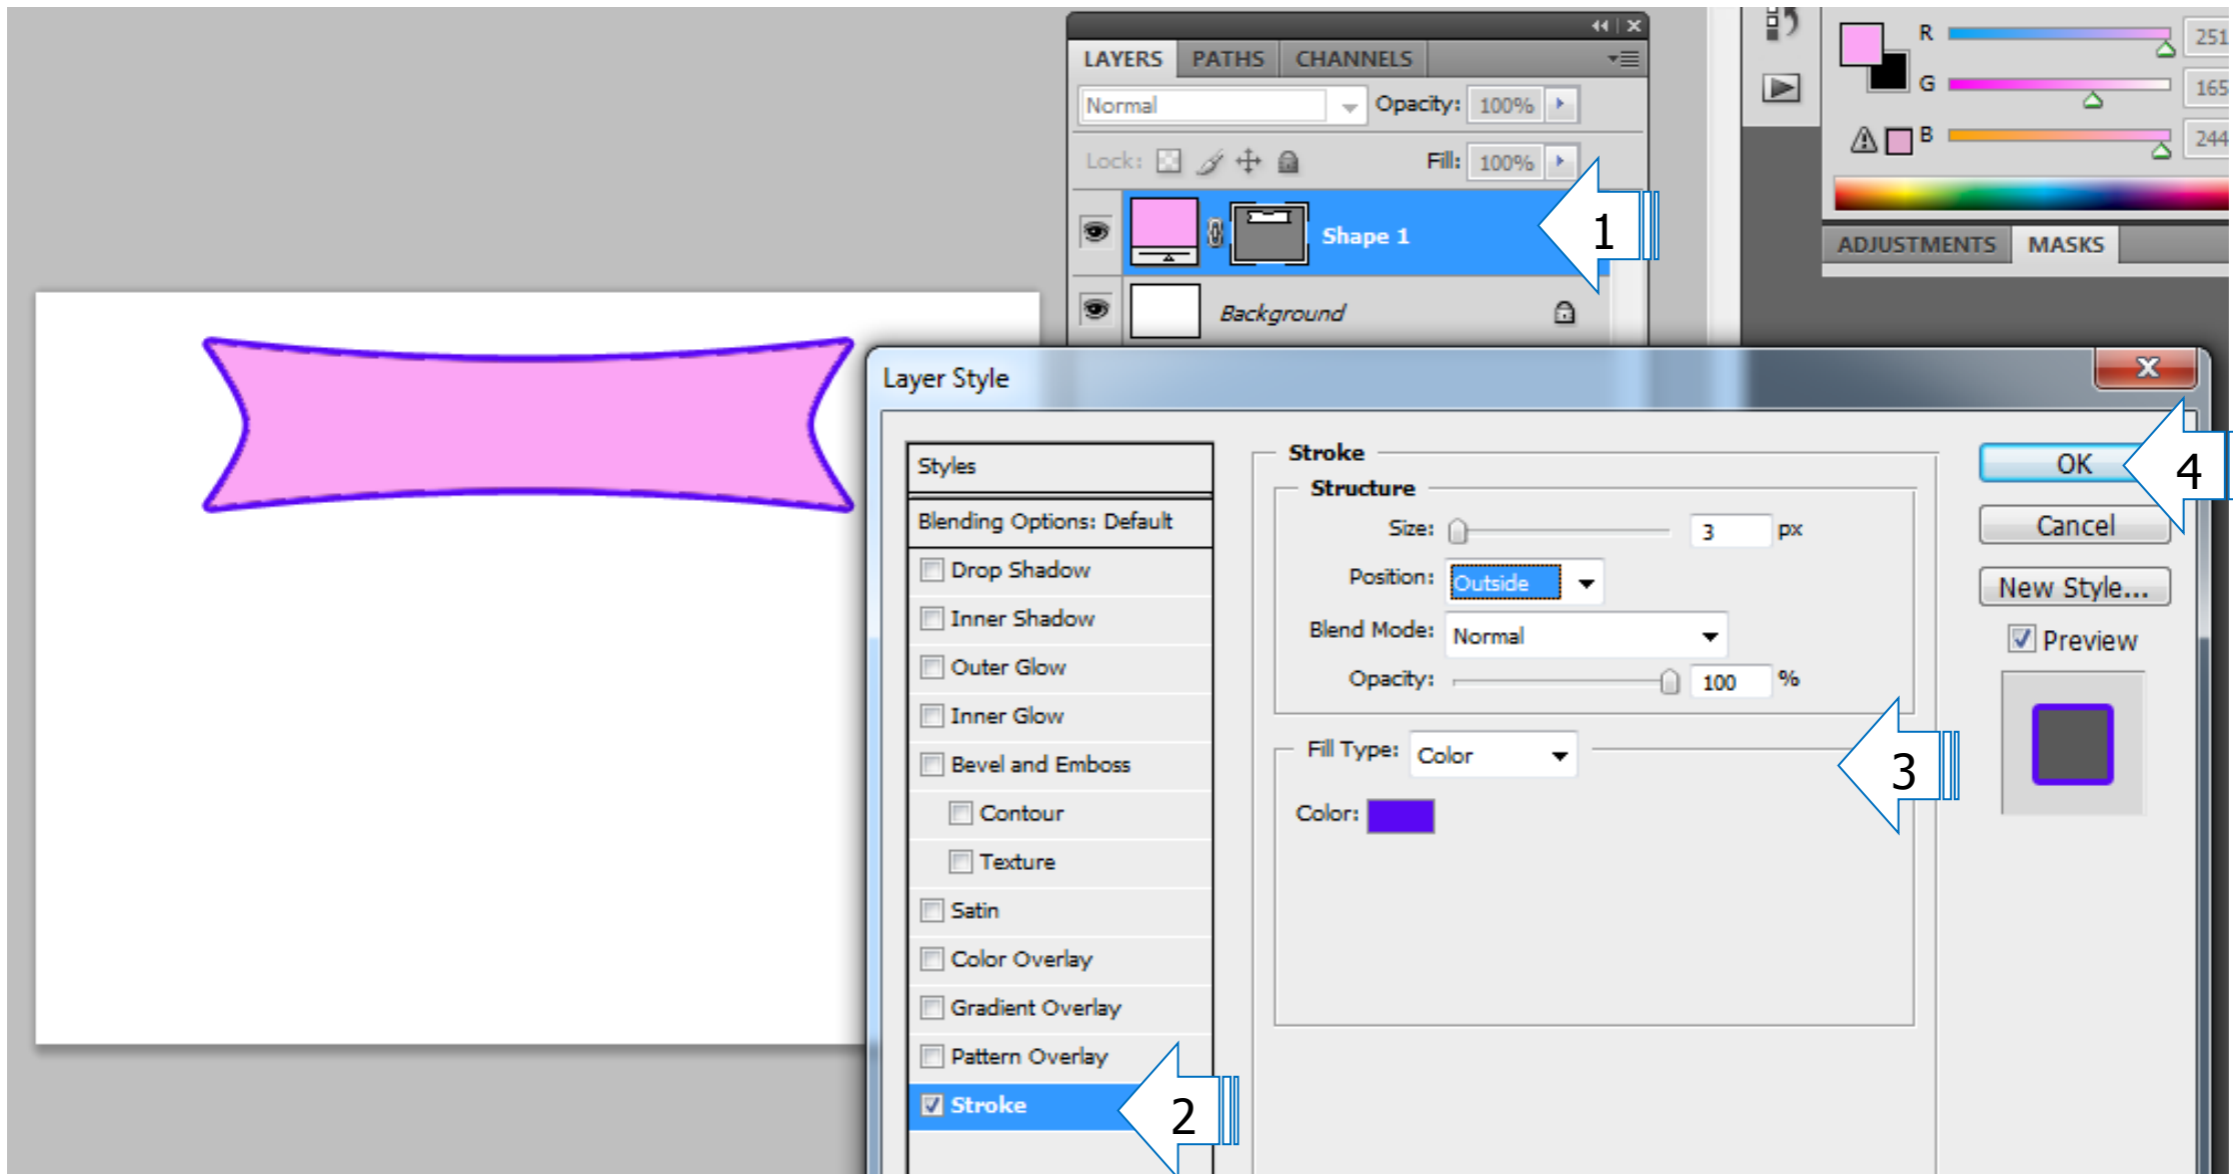 LAYERS PATHS CHANNELS
Normal Opacity: 100%
Lock: Fill: 100%
Shape 1
1
Background
R 251
G 165
B 244
ADJUSTMENTS MASKS
Layer Style
Styles
Blending Options: Default
Drop Shadow
Inner Shadow
Outer Glow
Inner Glow
Bevel and Emboss
Contour
Texture
Satin
Color Overlay
Gradient Overlay
Pattern Overlay
Stroke
2
Stroke
Structure
Size: 3 px
Position: Outside
Blend Mode: Normal
Opacity: 100 %
Fill Type: Color
3
Color:
OK
4
Cancel
New Style...
Preview